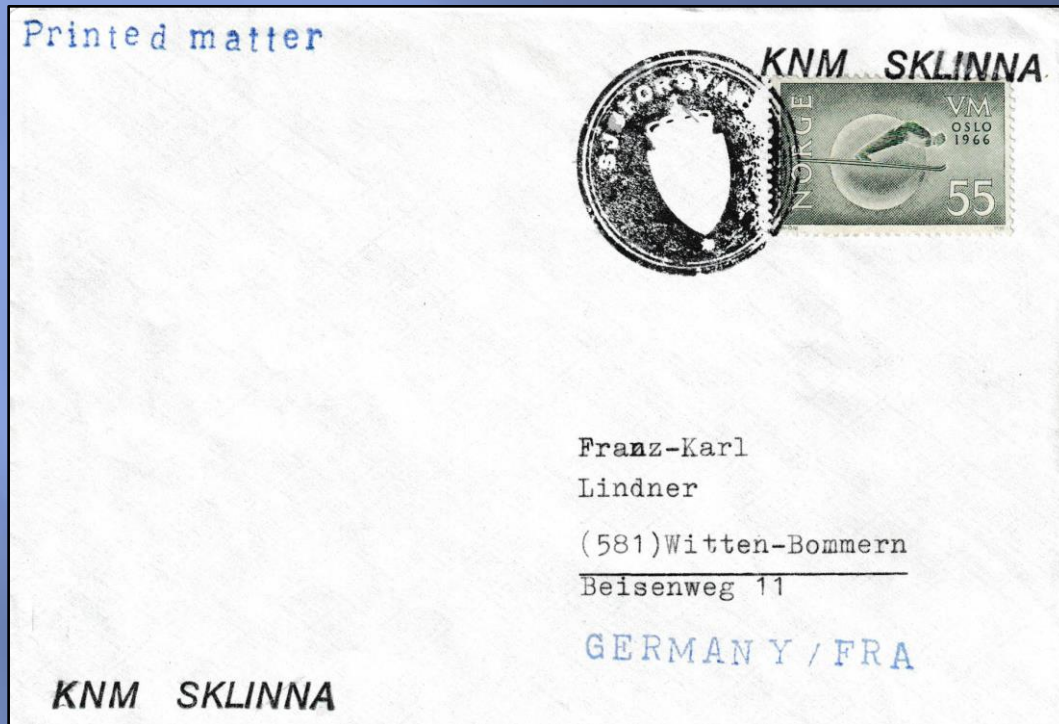 Printed matter
KNM SKLINNA
SJØFORSVAR
NORGE
VM
OSLO
1966
55
Franz-Karl
Lindner
(581)Witten-Bommern
Beisenweg 11
GERMANY/FRA
KNM SKLINNA